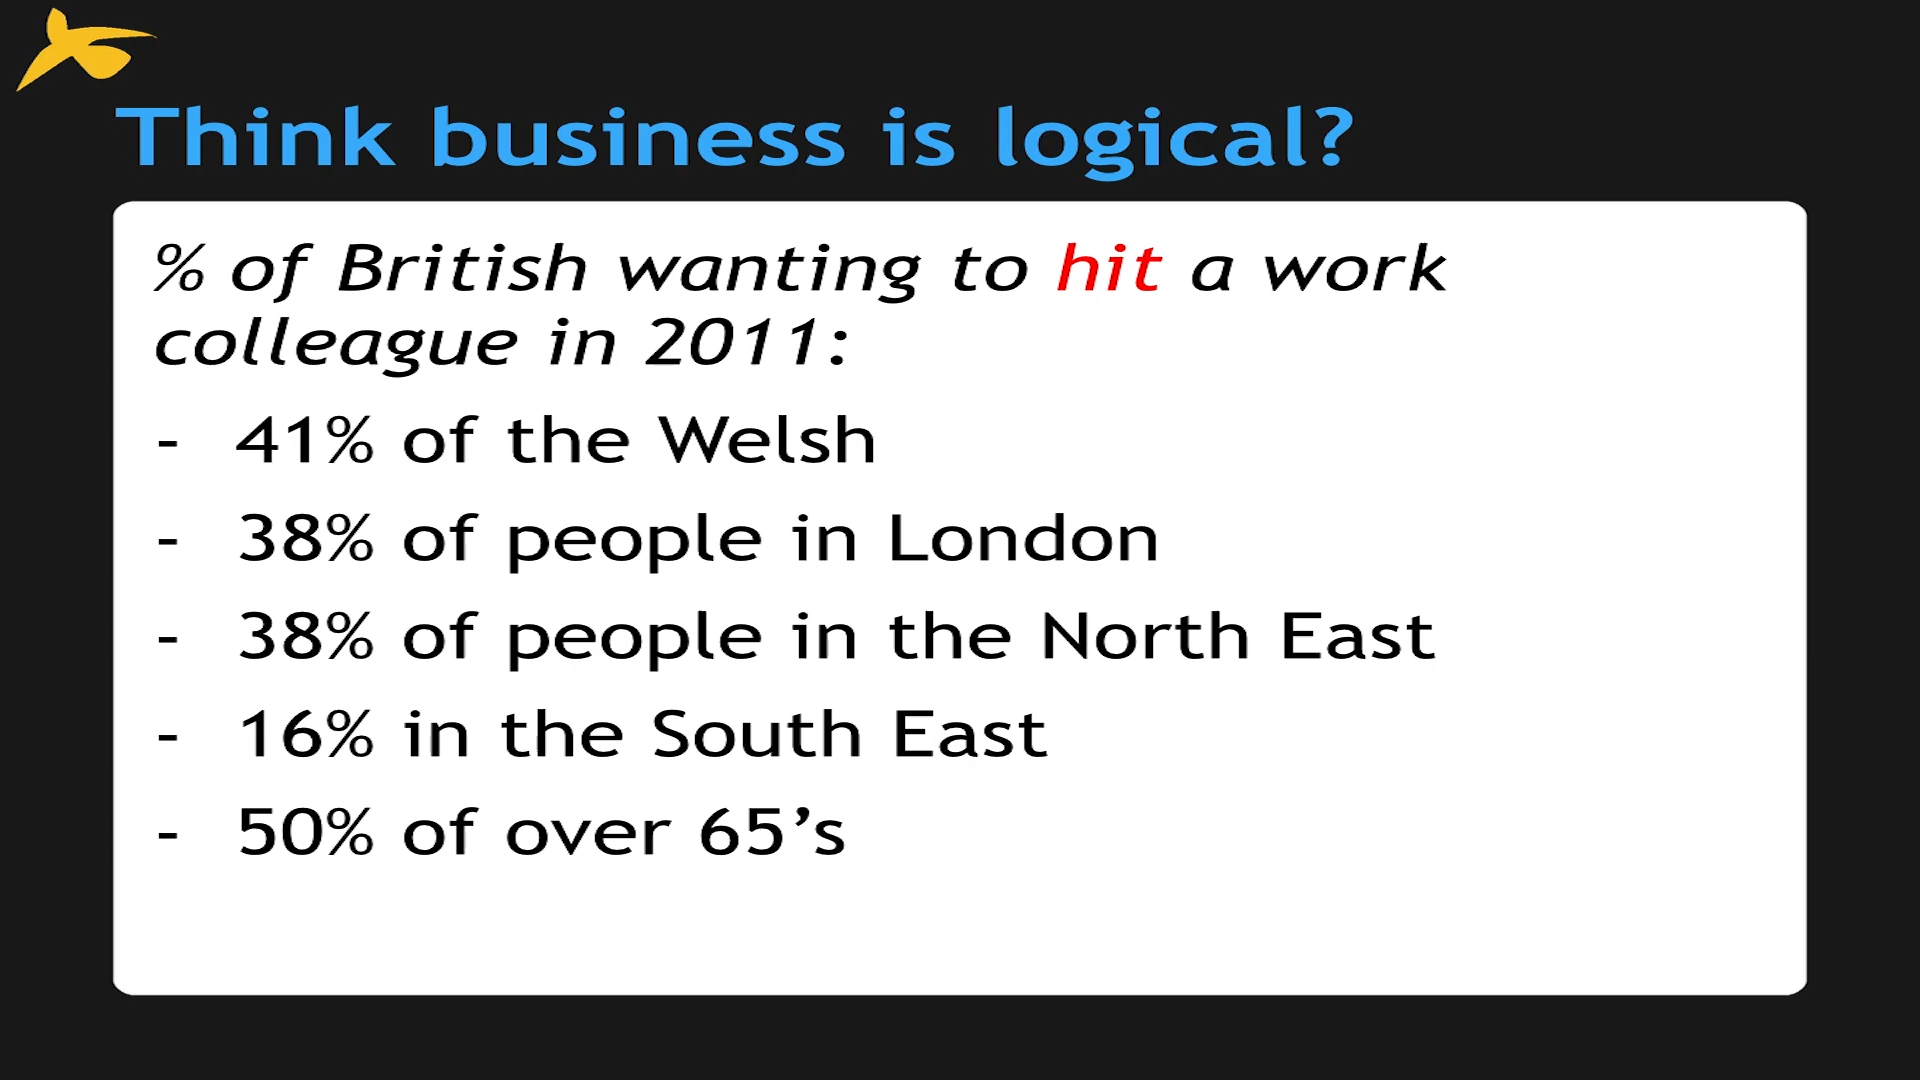 Think business is logical?
% of British wanting to hit a work
colleague in 2011:
- 41% of the Welsh
- 38% of people in London
- 38% of people in the North East
- 16% in the South East
- 50% of over 65’s